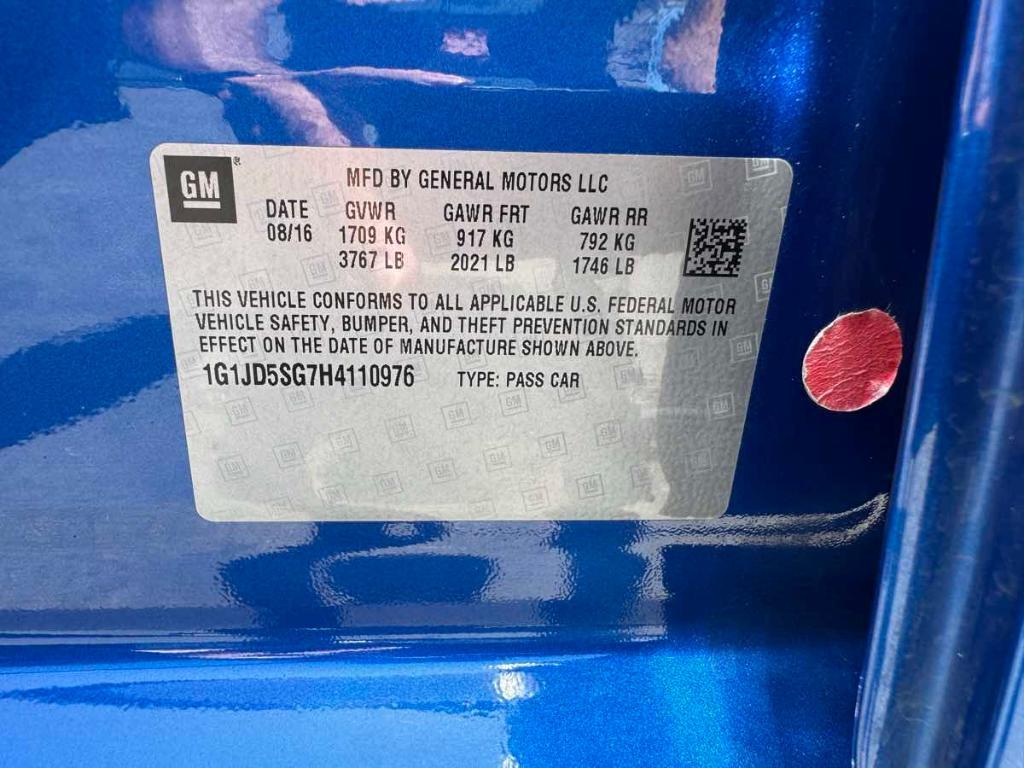 GM
MFD BY GENERAL MOTORS LLC
DATE GVWR GAWR FRT GAWR RR
08/16 1709 KG 917 KG 792 KG
3767 LB 2021 LB 1746 LB
THIS VEHICLE CONFORMS TO ALL APPLICABLE U.S. FEDERAL MOTOR
VEHICLE SAFETY, BUMPER, AND THEFT PREVENTION STANDARDS IN
EFFECT ON THE DATE OF MANUFACTURE SHOWN ABOVE.
1G1JD5SG7H4110976 TYPE: PASS CAR